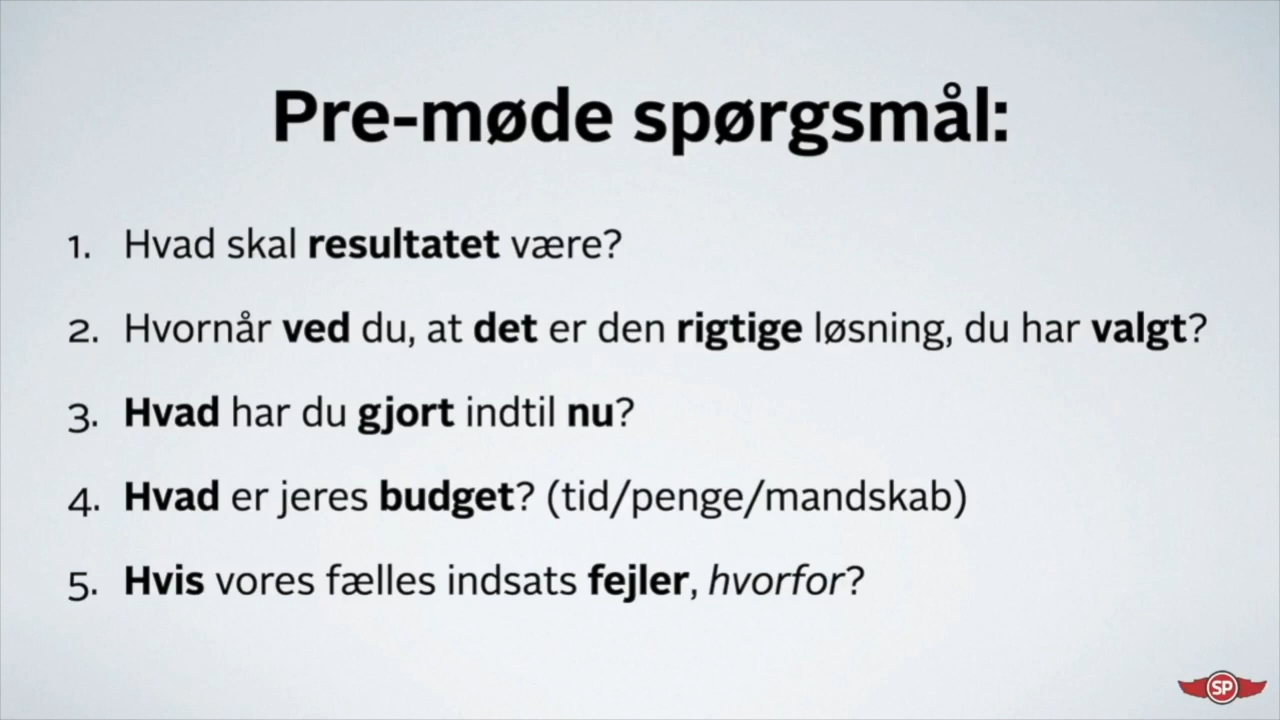 Pre-møde spørgsmål:
1. Hvad skal resultatet være?
2. Hvornår ved du, at det er den rigtige løsning, du har valgt?
3. Hvad har du gjort indtil nu?
4. Hvad er jeres budget? (tid/penge/mandskab)
5. Hvis vores fælles indsats fejler, hvorfor?
SP